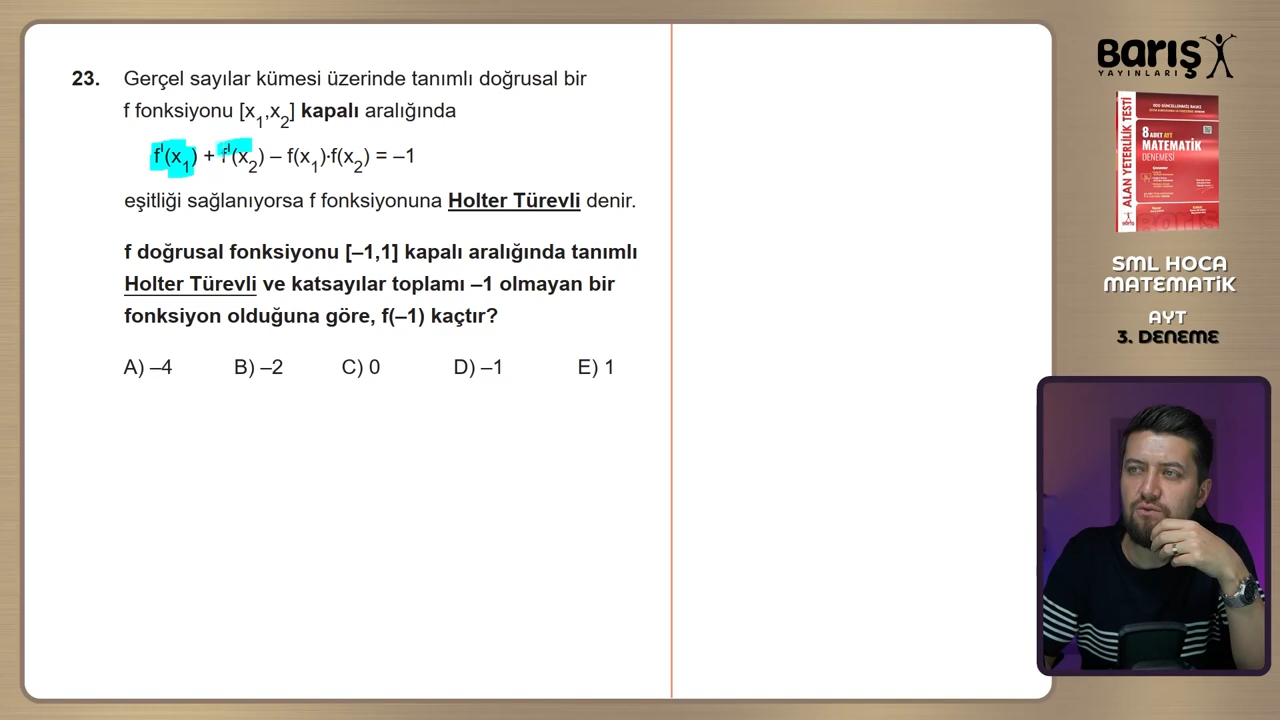 23. Gerçel sayılar kümesi üzerinde tanımlı doğrusal bir
f fonksiyonu [x1,x2] kapalı aralığında
f'(x1) + f'(x2) – f(x1)·f(x2) = –1
eşitliği sağlanıyorsa f fonksiyonuna Holter Türevli denir.
f doğrusal fonksiyonu [–1,1] kapalı aralığında tanımlı
Holter Türevli ve katsayılar toplamı –1 olmayan bir
fonksiyon olduğuna göre, f(–1) kaçtır?
A) –4 B) –2 C) 0 D) –1 E) 1
Barış
YAYINLARI
ALAN YETERLİLİK TESTİ
8 ADET AYT
MATEMATİK
DENEMESİ
SML HOCA
MATEMATİK
AYT
3. DENEME